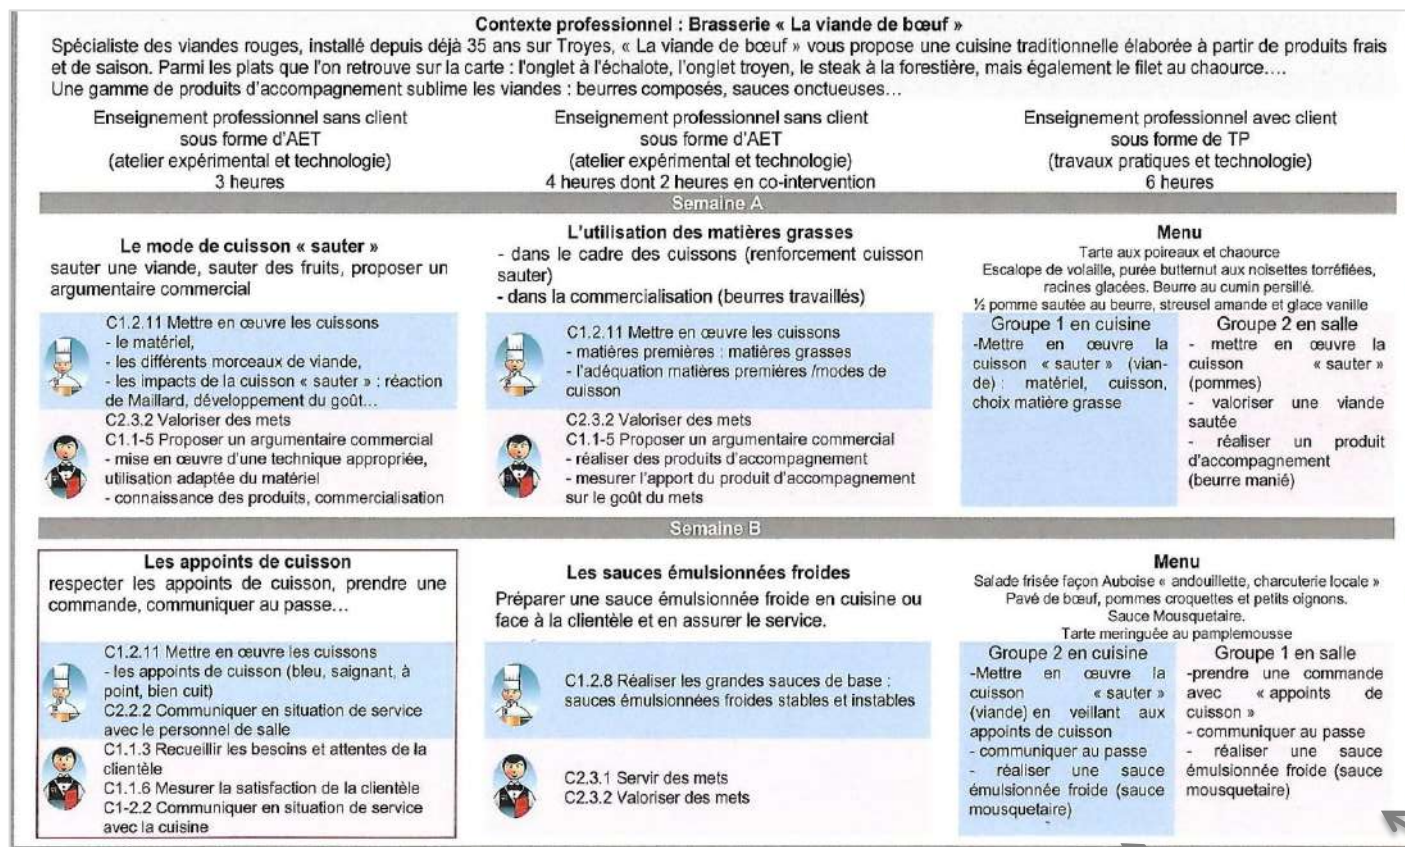 Contexte professionnel : Brasserie « La viande de bœuf »
Spécialiste des viandes rouges, installé depuis déjà 35 ans sur Troyes, « La viande de bœuf » vous propose une cuisine traditionnelle élaborée à partir de produits frais
et de saison. Parmi les plats que l'on retrouve sur la carte : l'onglet à l'échalote, l'onglet troyen, le steak à la forestière, mais également le filet au chaource....
Une gamme de produits d'accompagnement sublime les viandes : beurres composés, sauces onctueuses...
Enseignement professionnel sans client
sous forme d'AET
(atelier expérimental et technologie)
3 heures
Enseignement professionnel sans client
sous forme d'AET
(atelier expérimental et technologie)
4 heures dont 2 heures en co-intervention
Enseignement professionnel avec client
sous forme de TP
(travaux pratiques et technologie)
6 heures
Semaine A
Le mode de cuisson « sauter »
sauter une viande, sauter des fruits, proposer un
argumentaire commercial
C1.2.11 Mettre en œuvre les cuissons
- le matériel,
- les différents morceaux de viande,
- les impacts de la cuisson « sauter » : réaction
de Maillard, développement du goût...
C2.3.2 Valoriser des mets
C1.1-5 Proposer un argumentaire commercial
- mise en œuvre d'une technique appropriée,
utilisation adaptée du matériel
- connaissance des produits, commercialisation
L'utilisation des matières grasses
- dans le cadre des cuissons (renforcement cuisson
sauter)
- dans la commercialisation (beurres travaillés)
C1.2.11 Mettre en œuvre les cuissons
- matières premières : matières grasses
- l'adéquation matières premières /modes de
cuisson
C2.3.2 Valoriser des mets
C1.1-5 Proposer un argumentaire commercial
- réaliser des produits d'accompagnement
- mesurer l'apport du produit d'accompagnement
sur le goût du mets
Menu
Tarte aux poireaux et chaource
Escalope de volaille, purée butternut aux noisettes torréfiées,
racines glacées. Beurre au cumin persillé.
½ pomme sautée au beurre, streusel amande et glace vanille
Groupe 1 en cuisine
-Mettre en œuvre la
cuisson « sauter » (vian-
de) : matériel, cuisson,
choix matière grasse
Groupe 2 en salle
- mettre en œuvre la
cuisson « sauter »
(pommes)
- valoriser une viande
sautée
- réaliser un produit
d'accompagnement
(beurre manié)
Semaine B
Les appoints de cuisson
respecter les appoints de cuisson, prendre une
commande, communiquer au passe...
C1.2.11 Mettre en œuvre les cuissons
- les appoints de cuisson (bleu, saignant, à
point, bien cuit)
C2.2.2 Communiquer en situation de service
avec le personnel de salle
C1.1.3 Recueillir les besoins et attentes de la
clientèle
C1.1.6 Mesurer la satisfaction de la clientèle
C1-2.2 Communiquer en situation de service
avec la cuisine
Les sauces émulsionnées froides
Préparer une sauce émulsionnée froide en cuisine ou
face à la clientèle et en assurer le service.
C1.2.8 Réaliser les grandes sauces de base :
sauces émulsionnées froides stables et instables
C2.3.1 Servir des mets
C2.3.2 Valoriser des mets
Menu
Salade frisée façon Auboise « andouillette, charcuterie locale »
Pavé de bœuf, pommes croquettes et petits oignons.
Sauce Mousquetaire.
Tarte meringuée au pamplemousse
Groupe 2 en cuisine
-Mettre en œuvre la
cuisson « sauter »
(viande) en veillant aux
appoints de cuisson
- communiquer au passe
- réaliser une sauce
émulsionnée froide (sauce
mousquetaire)
Groupe 1 en salle
-prendre une commande
avec « appoints de
cuisson »
- communiquer au passe
- réaliser une sauce
émulsionnée froide (sauce
mousquetaire)